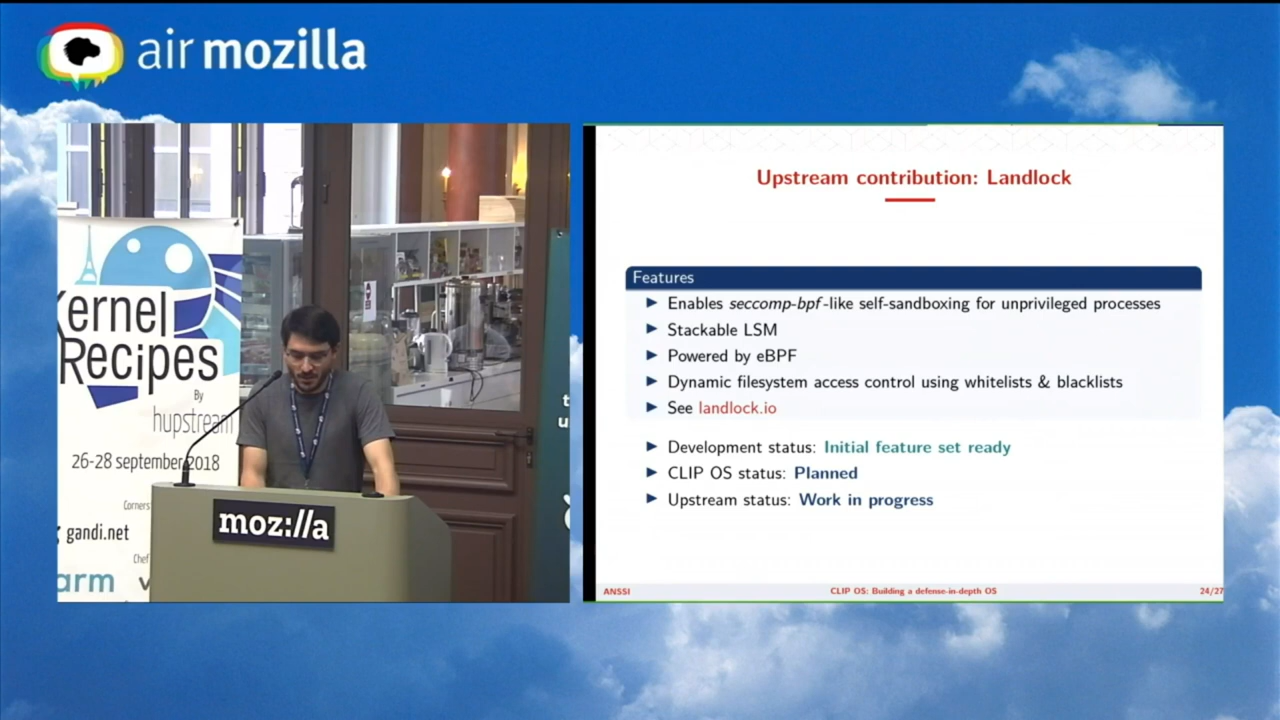 air mozilla
Kernel
Recipes
By
hupstream
26-28 september 2018
Corners
gandi.net
Chef
arm
moz://a
Upstream contribution: Landlock
Features
Enables seccomp-bpf-like self-sandboxing for unprivileged processes
Stackable LSM
Powered by eBPF
Dynamic filesystem access control using whitelists & blacklists
See landlock.io
Development status: Initial feature set ready
CLIP OS status: Planned
Upstream status: Work in progress
ANSSI
CLIP OS: Building a defense-in-depth OS
24/27